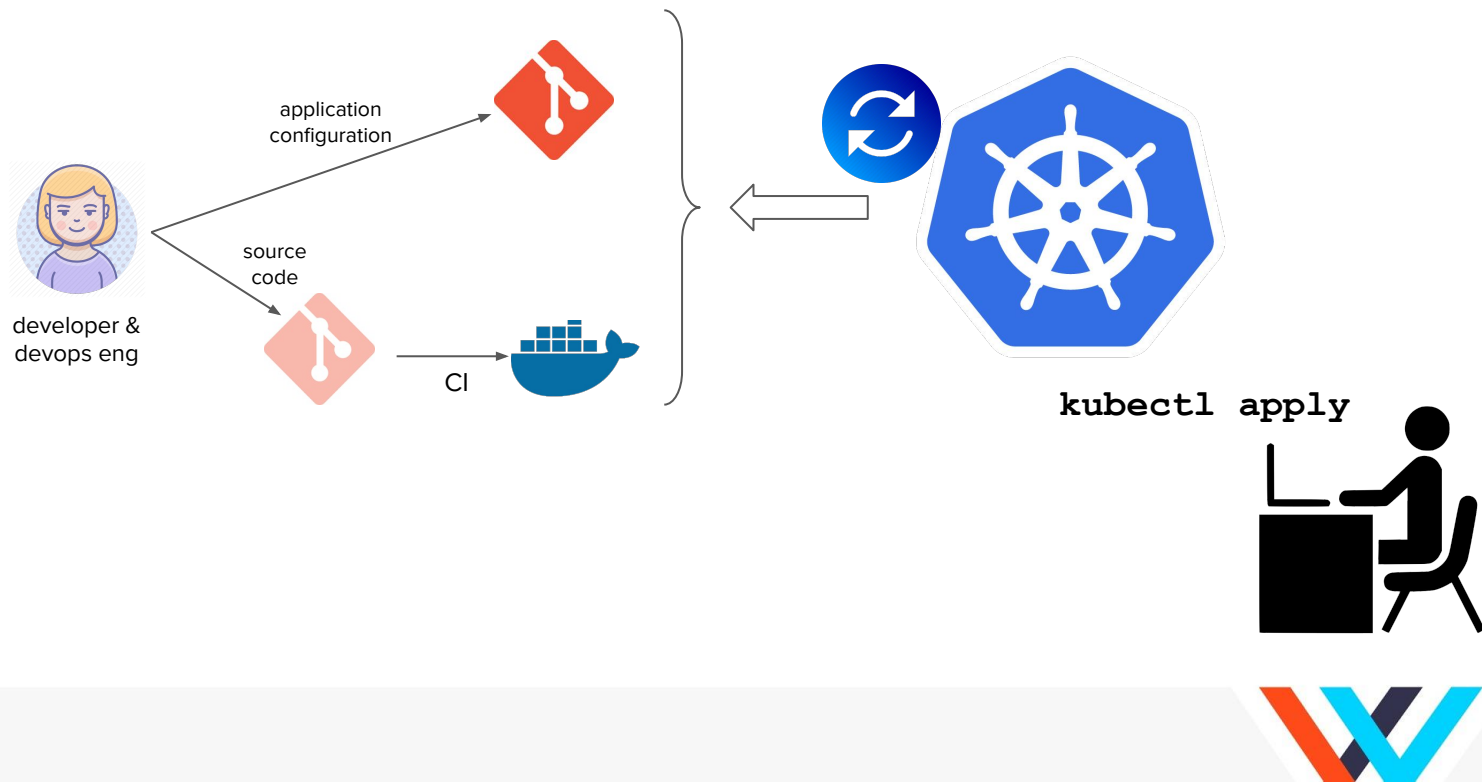 application
configuration
source
code
developer &
devops eng
CI
kubectl apply